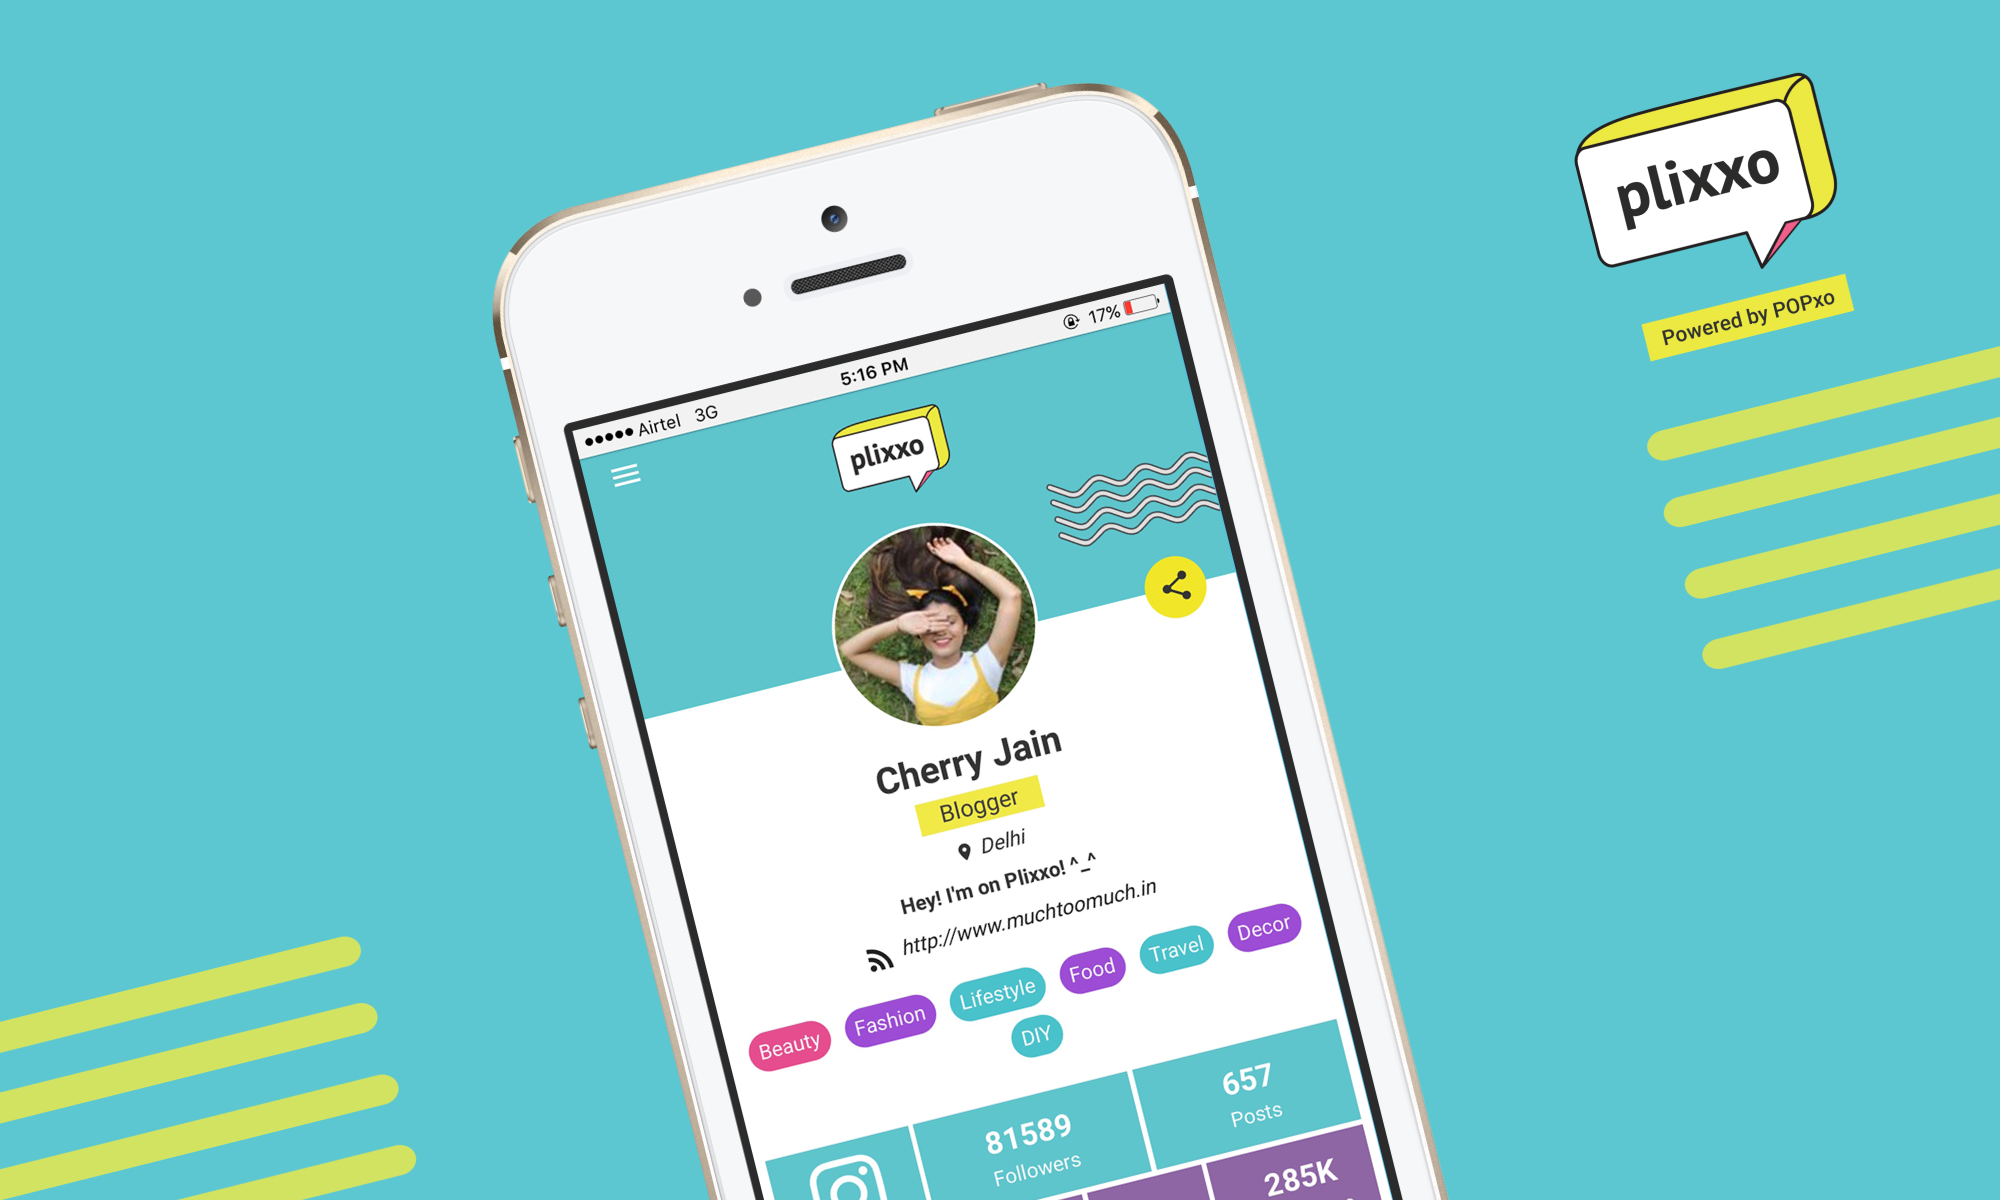 plixxo
Powered by POPxo
Airtel 3G
5:16 PM
17%
plixxo
Cherry Jain
Blogger
Delhi
Hey! I'm on Plixxo! ^_^
http://www.muchtoomuch.in
Beauty Fashion Lifestyle Food Travel Decor
DIY
81589
Followers
657
Posts
285K